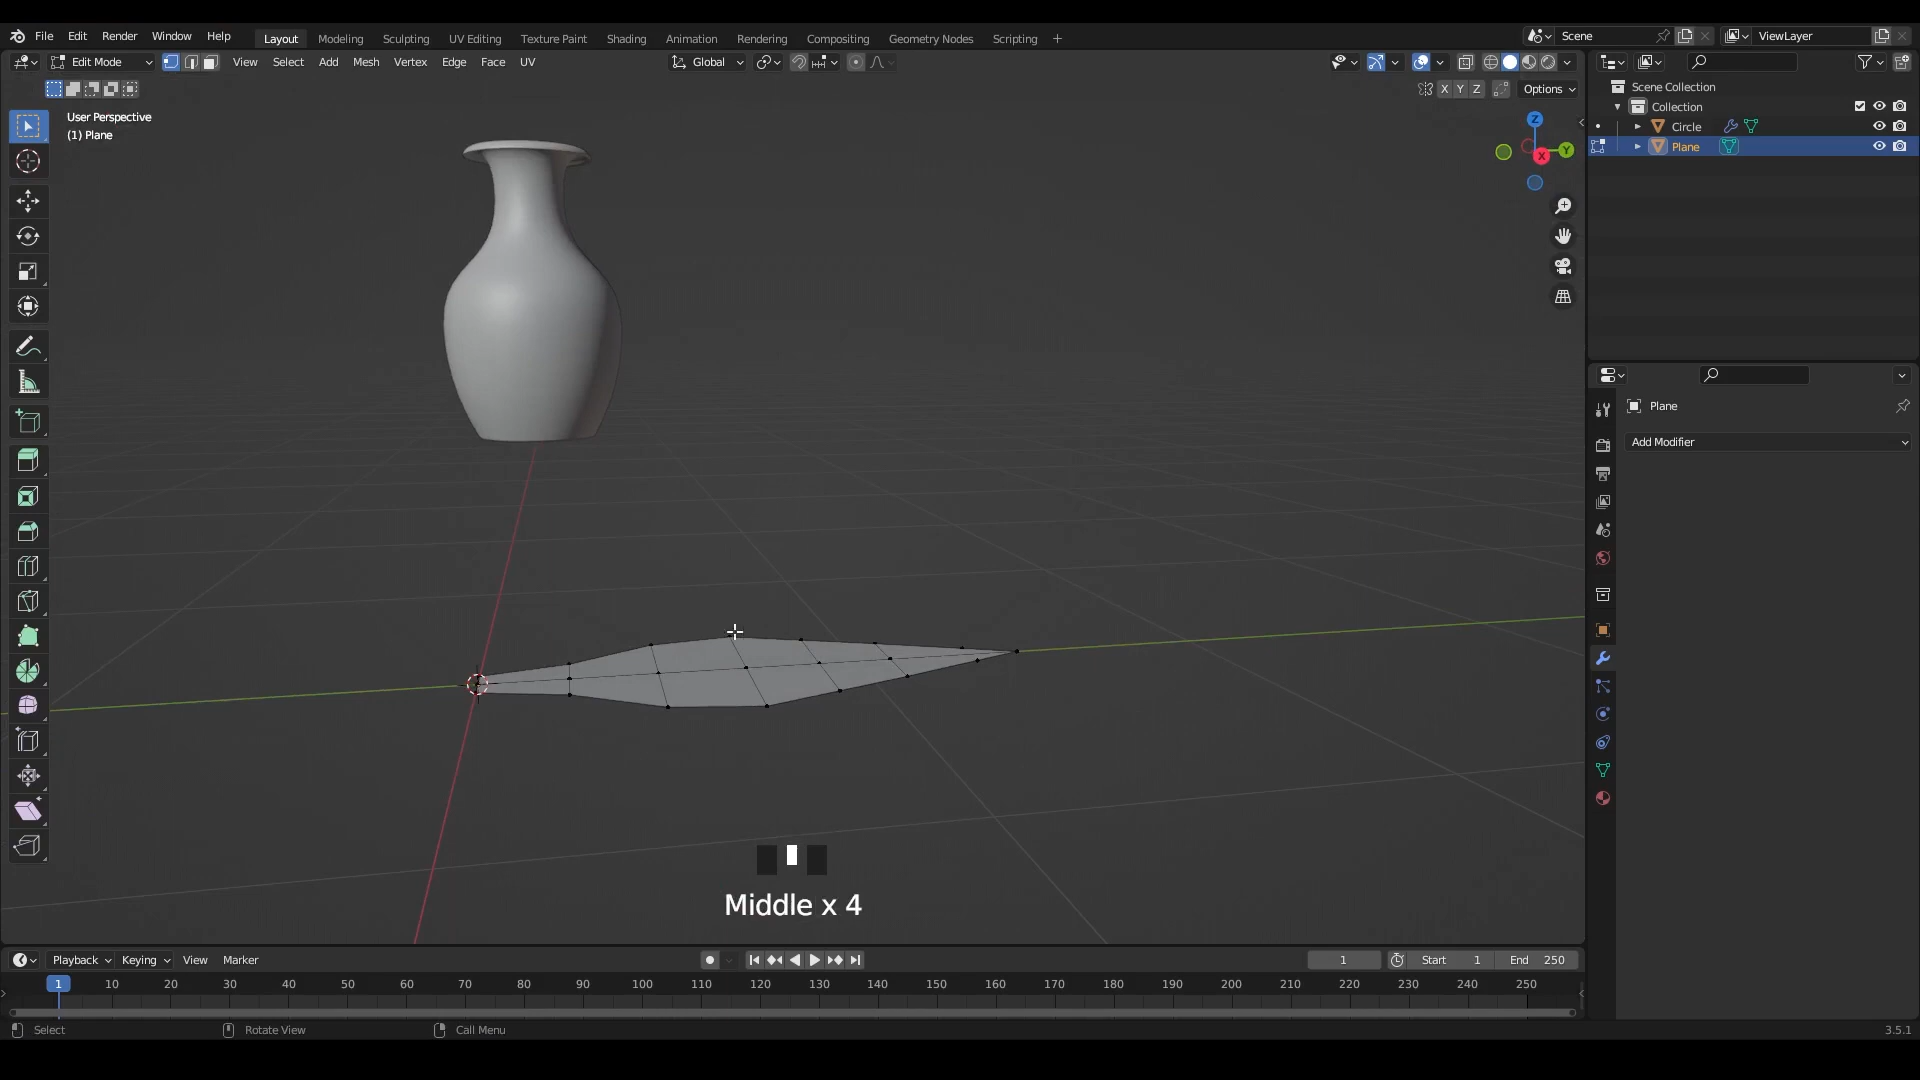 File Edit Render Window Help Layout Modeling Sculpting UV Editing Texture Paint Shading Animation Rendering Compositing Geometry Nodes Scripting + Scene ViewLayer
Edit Mode View Select Add Mesh Vertex Edge Face UV Global
X Y Z Options
User Perspective
(1) Plane
Z
Y
X
Scene Collection
Collection
Circle
Plane
Plane
Add Modifier
Middle x 4
Playback Keying View Marker 1 Start 1 End 250
1 10 20 30 40 50 60 70 80 90 100 110 120 130 140 150 160 170 180 190 200 210 220 230 240 250
Select Rotate View Call Menu 3.5.1